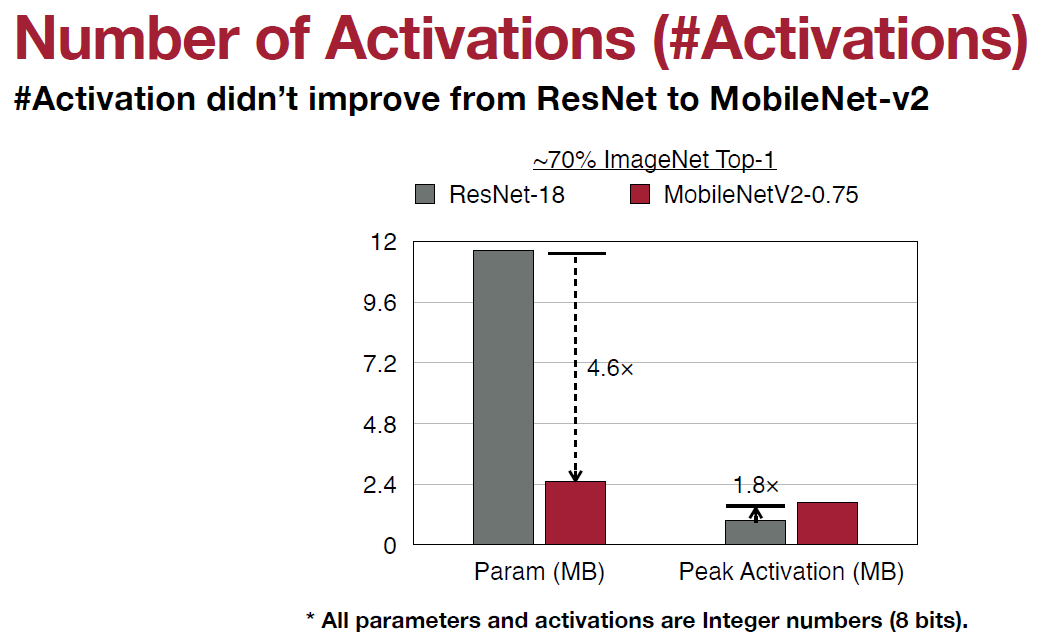 Number of Activations (#Activations)
#Activation didn’t improve from ResNet to MobileNet-v2
~70% ImageNet Top-1
ResNet-18 MobileNetV2-0.75
12
9.6
7.2
4.6×
4.8
2.4
1.8×
0
Param (MB) Peak Activation (MB)
* All parameters and activations are Integer numbers (8 bits).